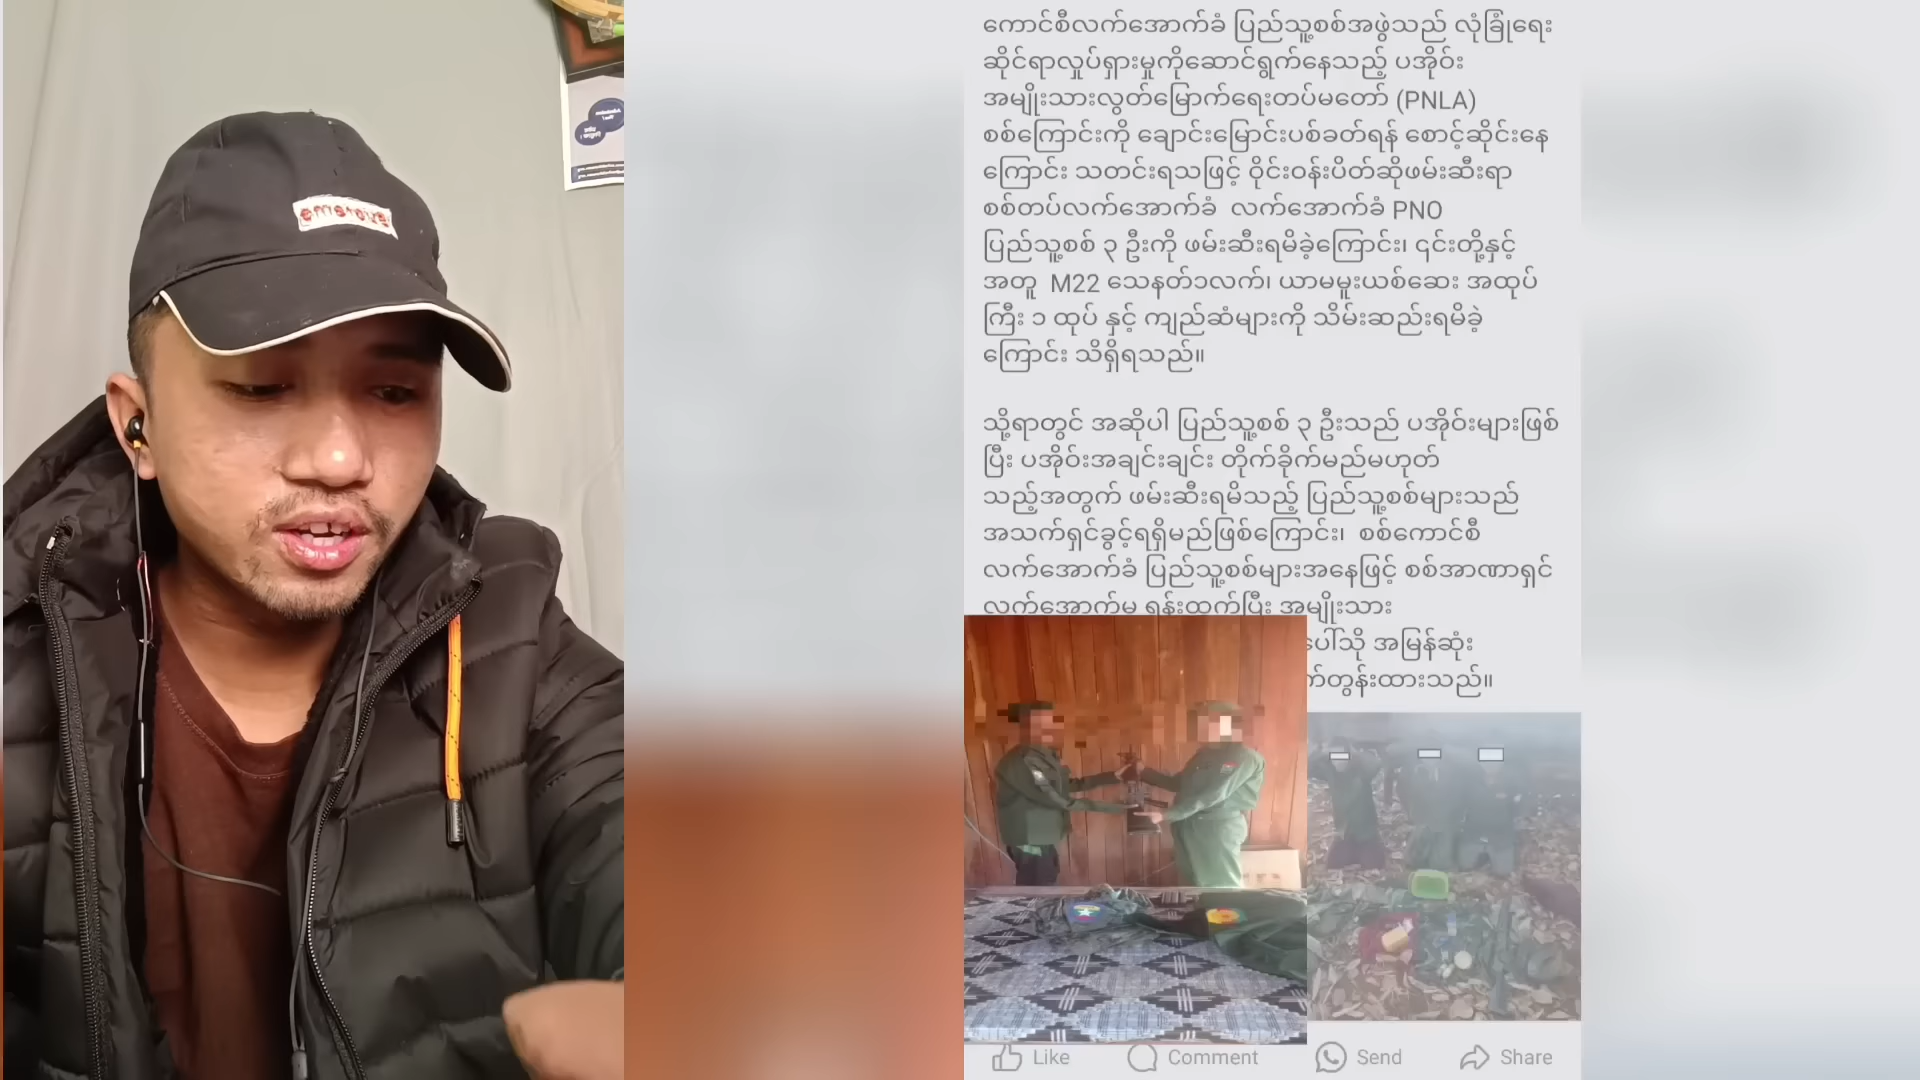 ကောင်စီလက်အောက်ခံ ပြည်သူ့စစ်အဖွဲ့သည် လုံခြုံရေး
ဆိုင်ရာလှုပ်ရှားမှုကိုဆောင်ရွက်နေသည့် ပအိုဝ်း
အမျိုးသားလွတ်မြောက်ရေးတပ်မတော် (PNLA)
စစ်ကြောင်းကို ချောင်းမြောင်းပစ်ခတ်ရန် စောင့်ဆိုင်းနေ
ကြောင်း သတင်းရသဖြင့် ဝိုင်းဝန်းပိတ်ဆို့ဖမ်းဆီးရာ
စစ်တပ်လက်အောက်ခံ လက်အောက်ခံ PNO
ပြည်သူ့စစ် ၃ ဦးကို ဖမ်းဆီးရမိခဲ့ကြောင်း၊ ၎င်းတို့နှင့်
အတူ M22 သေနတ်၁လက်၊ ယာမမူးယစ်ဆေး အထုပ်
ကြီး ၁ ထုပ် နှင့် ကျည်ဆံများကို သိမ်းဆည်းရမိခဲ့
ကြောင်း သိရှိရသည်။
သို့ရာတွင် အဆိုပါ ပြည်သူ့စစ် ၃ ဦးသည် ပအိုဝ်းများဖြစ်
ပြီး ပအိုဝ်းအချင်းချင်း တိုက်ခိုက်မည်မဟုတ်
သည့်အတွက် ဖမ်းဆီးရမိသည့် ပြည်သူ့စစ်များသည်
အသက်ရှင်ခွင့်ရရှိမည်ဖြစ်ကြောင်း၊ စစ်ကောင်စီ
လက်အောက်ခံ ပြည်သူ့စစ်များအနေဖြင့် စစ်အာဏာရှင်
လက်အောက်မှ ရုန်းထွက်ပြီး အမျိုးသား
ပေါ်သို့ အမြန်ဆုံး
က်တွန်းထားသည်။
Like Comment Send Share